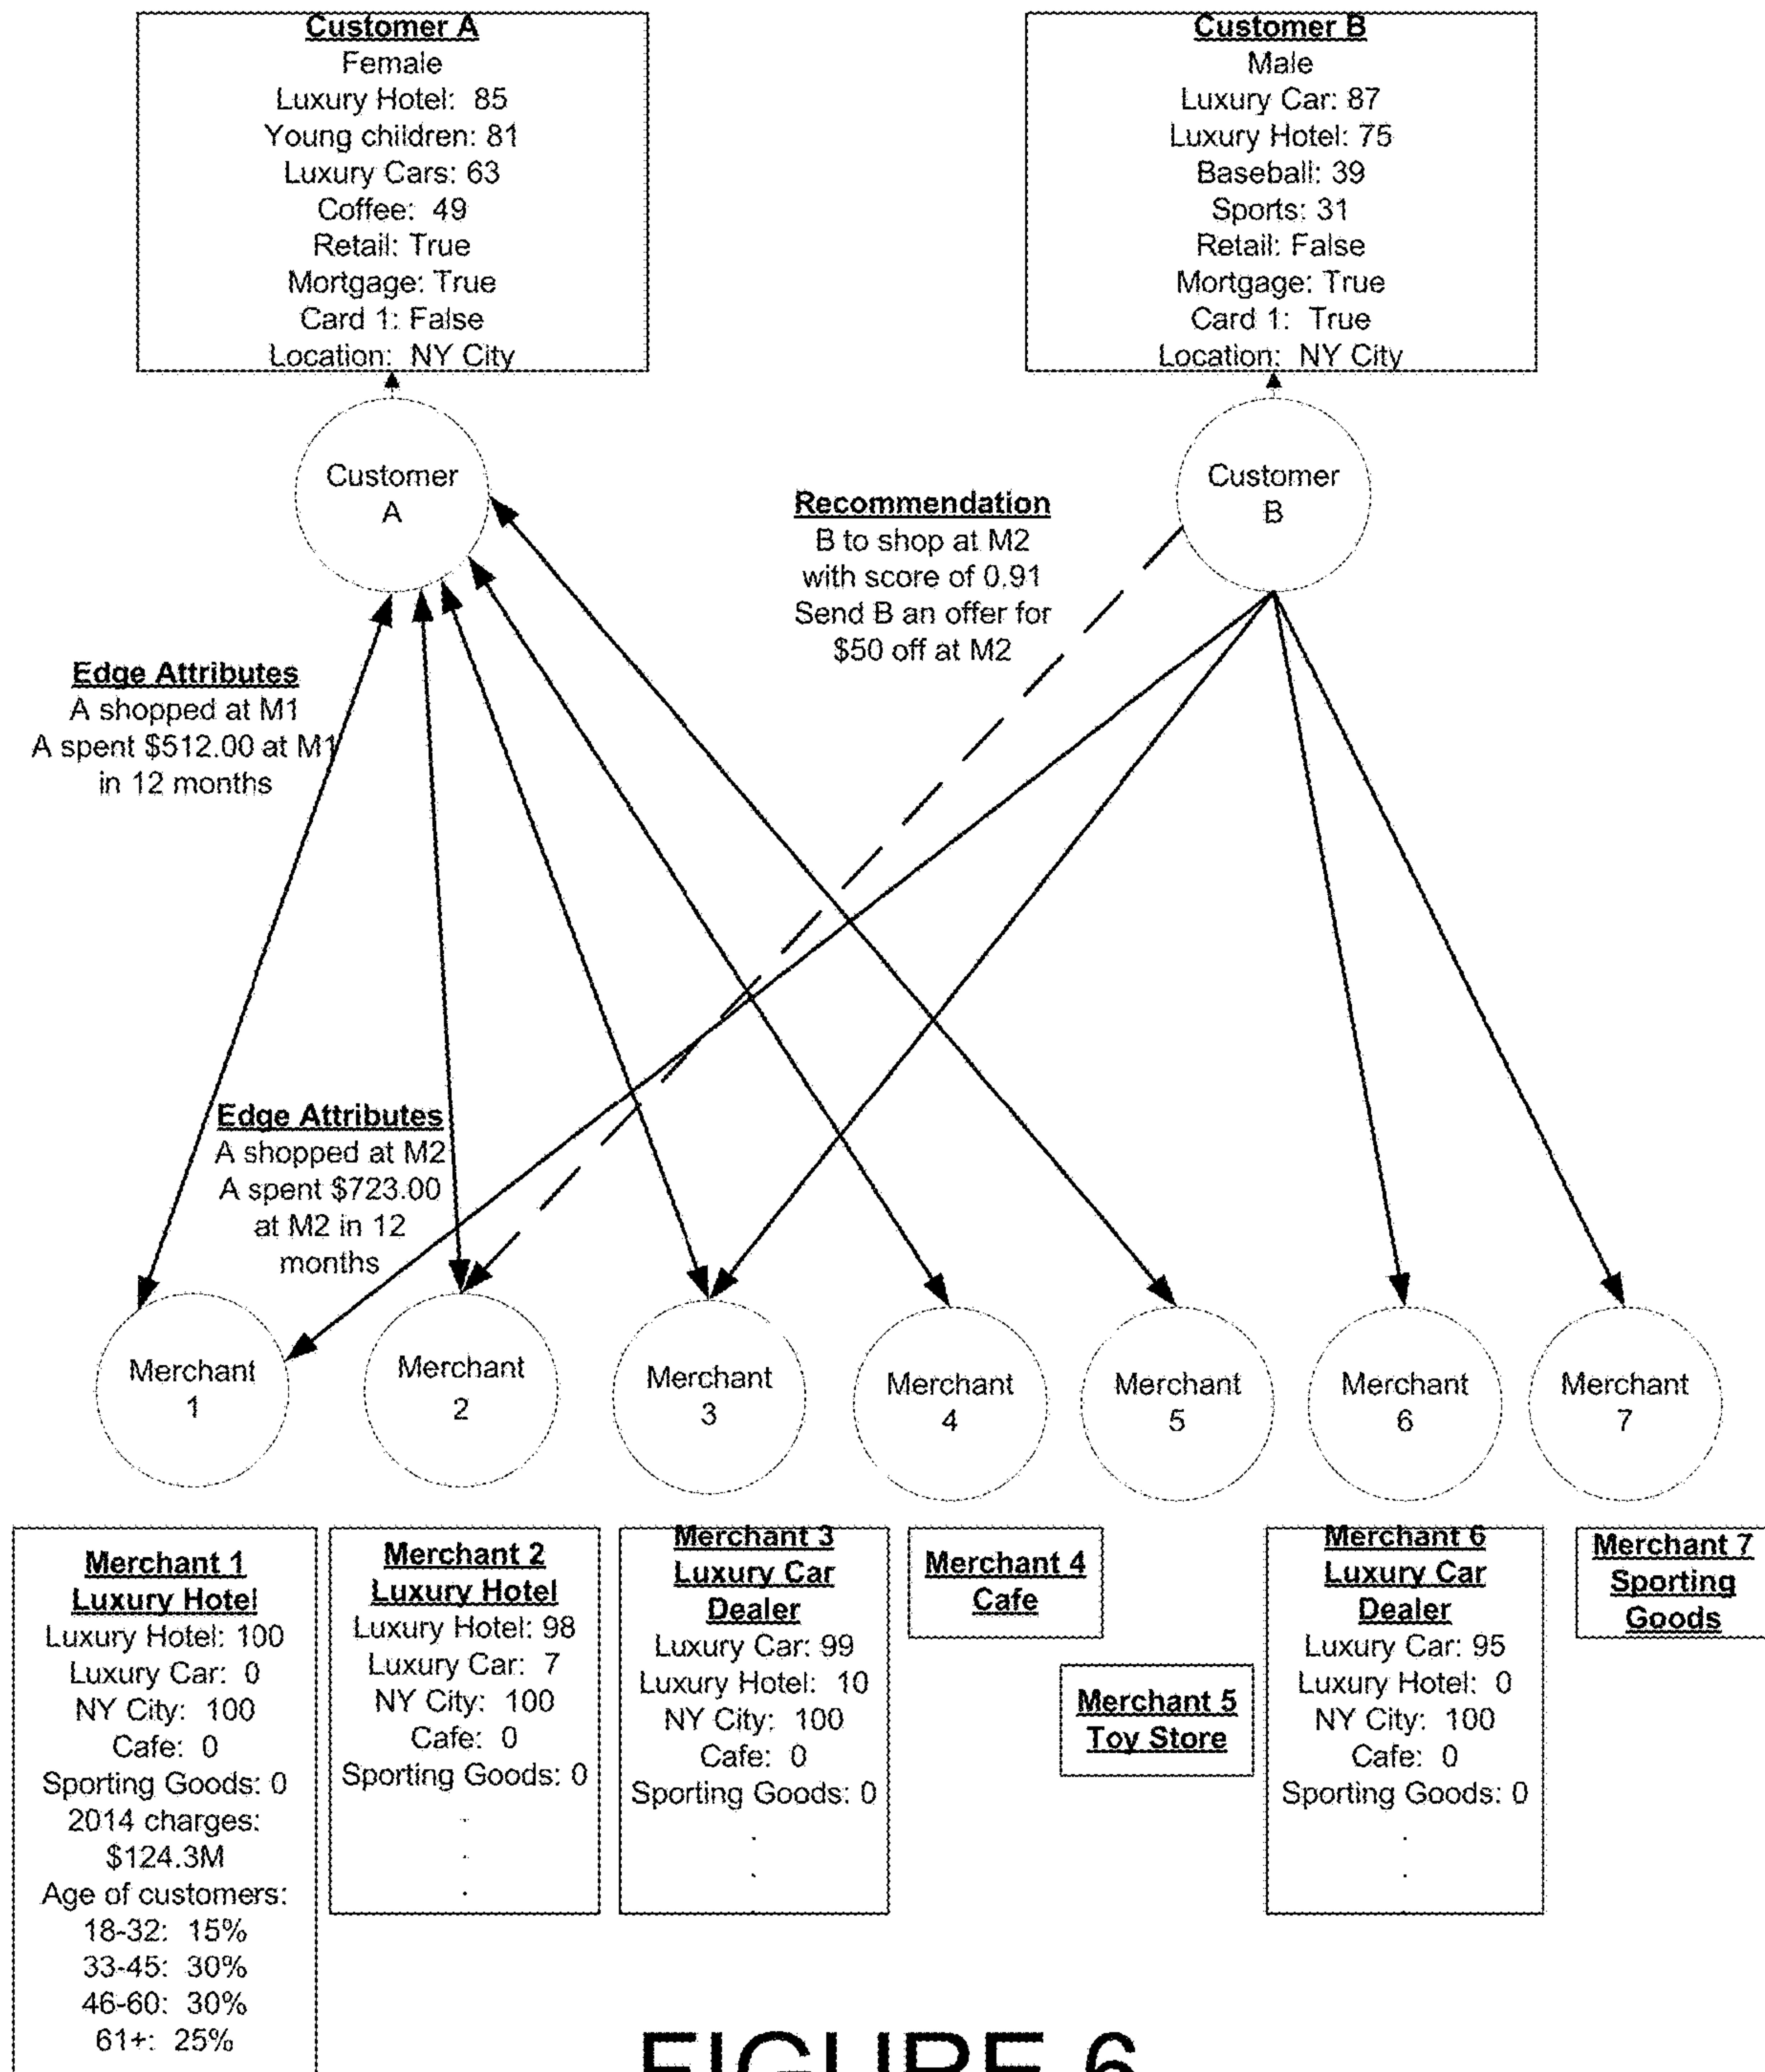 Customer A
Female
Luxury Hotel: 85
Young children: 81
Luxury Cars: 63
Coffee: 49
Retail: True
Mortgage: True
Card 1: False
Location: NY City
Customer B
Male
Luxury Car: 87
Luxury Hotel: 75
Baseball: 39
Sports: 31
Retail: False
Mortgage: True
Card 1: True
Location: NY City
Customer
A
Customer
B
Recommendation
B to shop at M2
with score of 0.91
Send B an offer for
$50 off at M2
Edge Attributes
A shopped at M1
A spent $512.00 at M1
in 12 months
Edge Attributes
A shopped at M2
A spent $723.00
at M2 in 12
months
Merchant
1
Merchant
2
Merchant
3
Merchant
4
Merchant
5
Merchant
6
Merchant
7
Merchant 1
Luxury Hotel
Luxury Hotel: 100
Luxury Car: 0
NY City: 100
Cafe: 0
Sporting Goods: 0
2014 charges:
$124.3M
Age of customers:
18-32: 15%
33-45: 30%
46-60: 30%
61+: 25%
Merchant 2
Luxury Hotel
Luxury Hotel: 98
Luxury Car: 7
NY City: 100
Cafe: 0
Sporting Goods: 0
.
.
.
Merchant 3
Luxury Car
Dealer
Luxury Car: 99
Luxury Hotel: 10
NY City: 100
Cafe: 0
Sporting Goods: 0
.
.
.
Merchant 4
Cafe
Merchant 5
Toy Store
Merchant 6
Luxury Car
Dealer
Luxury Car: 95
Luxury Hotel: 0
NY City: 100
Cafe: 0
Sporting Goods: 0
.
.
.
Merchant 7
Sporting
Goods
FIGURE 6